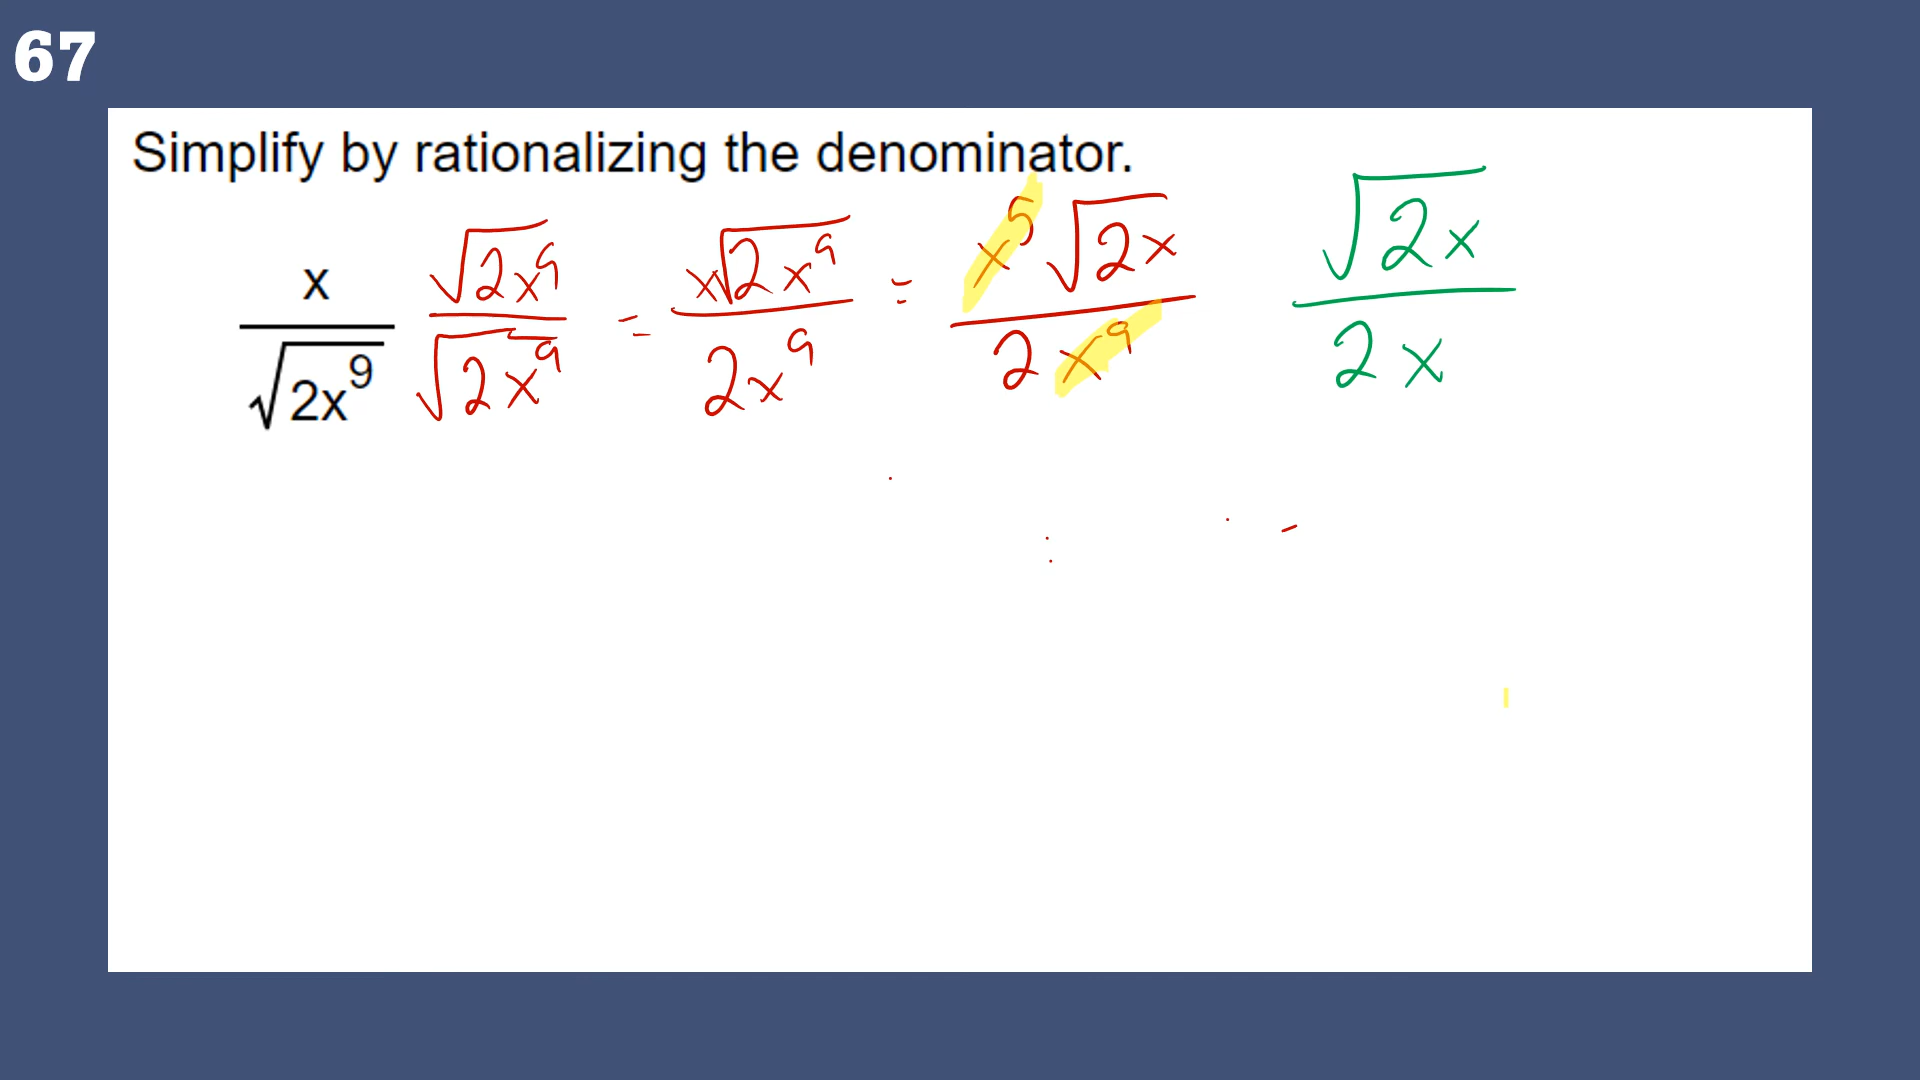 67
Simplify by rationalizing the denominator.
x/√(2x⁹) √(2x⁹)/√(2x⁹) = x√(2x⁹)/2x⁹ = x⁵√(2x)/2x⁹ √(2x)/2x